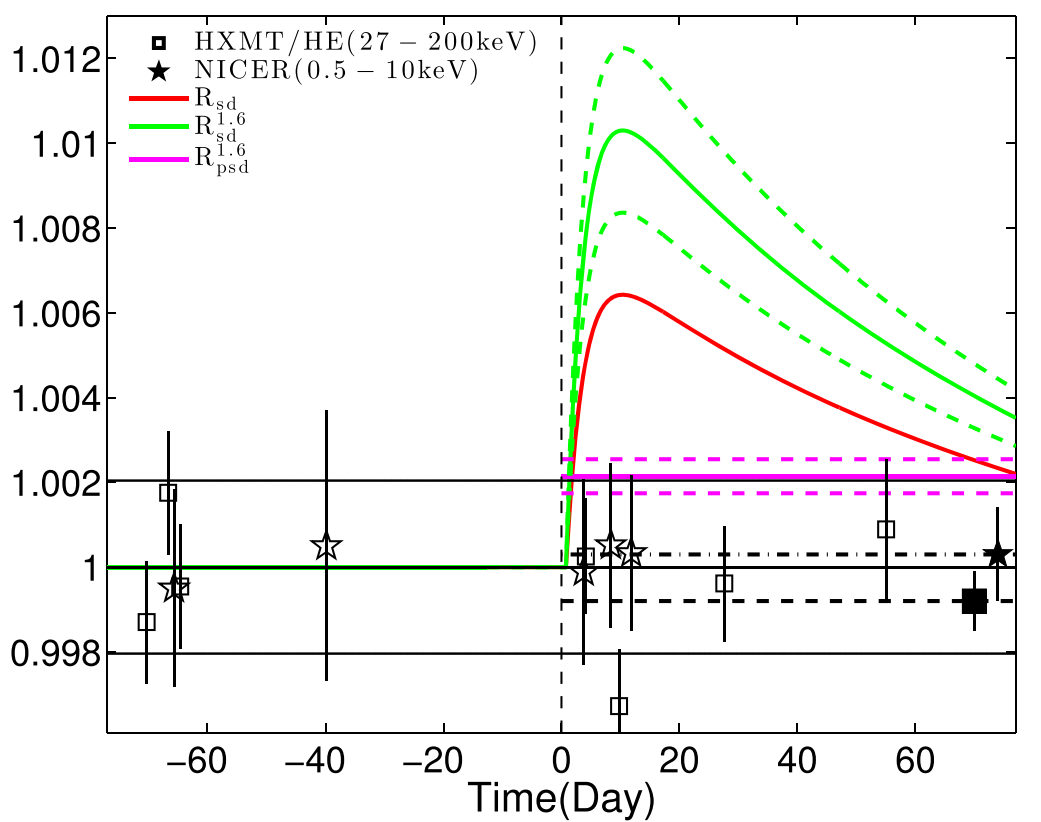 HXMT/HE(27 − 200keV)
NICER(0.5 − 10keV)
R_sd
R_sd^1.6
R_psd^1.6
1.012
1.01
1.008
1.006
1.004
1.002
1
0.998
−60 −40 −20 0 20 40 60
Time(Day)